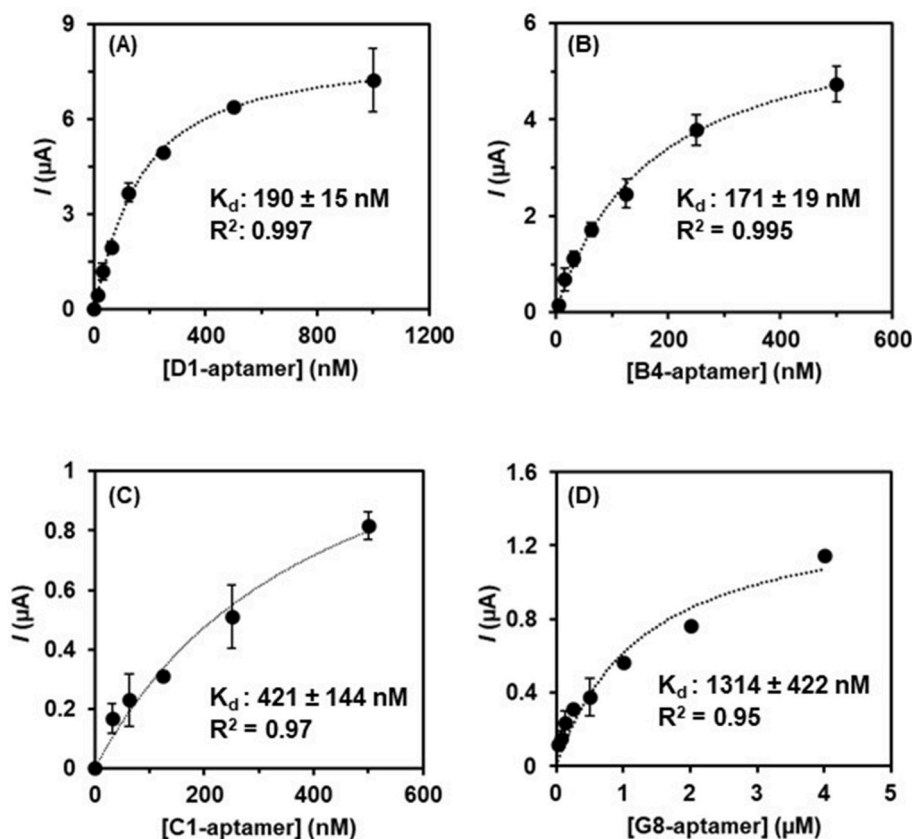 (A)
9
6
3
0
I (µA)
K_d: 190 ± 15 nM
R²: 0.997
0 400 800 1200
[D1-aptamer] (nM)
(B)
6
4
2
0
I (µA)
K_d: 171 ± 19 nM
R² = 0.995
0 200 400 600
[B4-aptamer] (nM)
(C)
1
0.8
0.6
0.4
0.2
0
I (µA)
K_d: 421 ± 144 nM
R² = 0.97
0 200 400 600
[C1-aptamer] (nM)
(D)
1.6
1.2
0.8
0.4
0
I (µA)
K_d: 1314 ± 422 nM
R² = 0.95
0 1 2 3 4 5
[G8-aptamer] (µM)